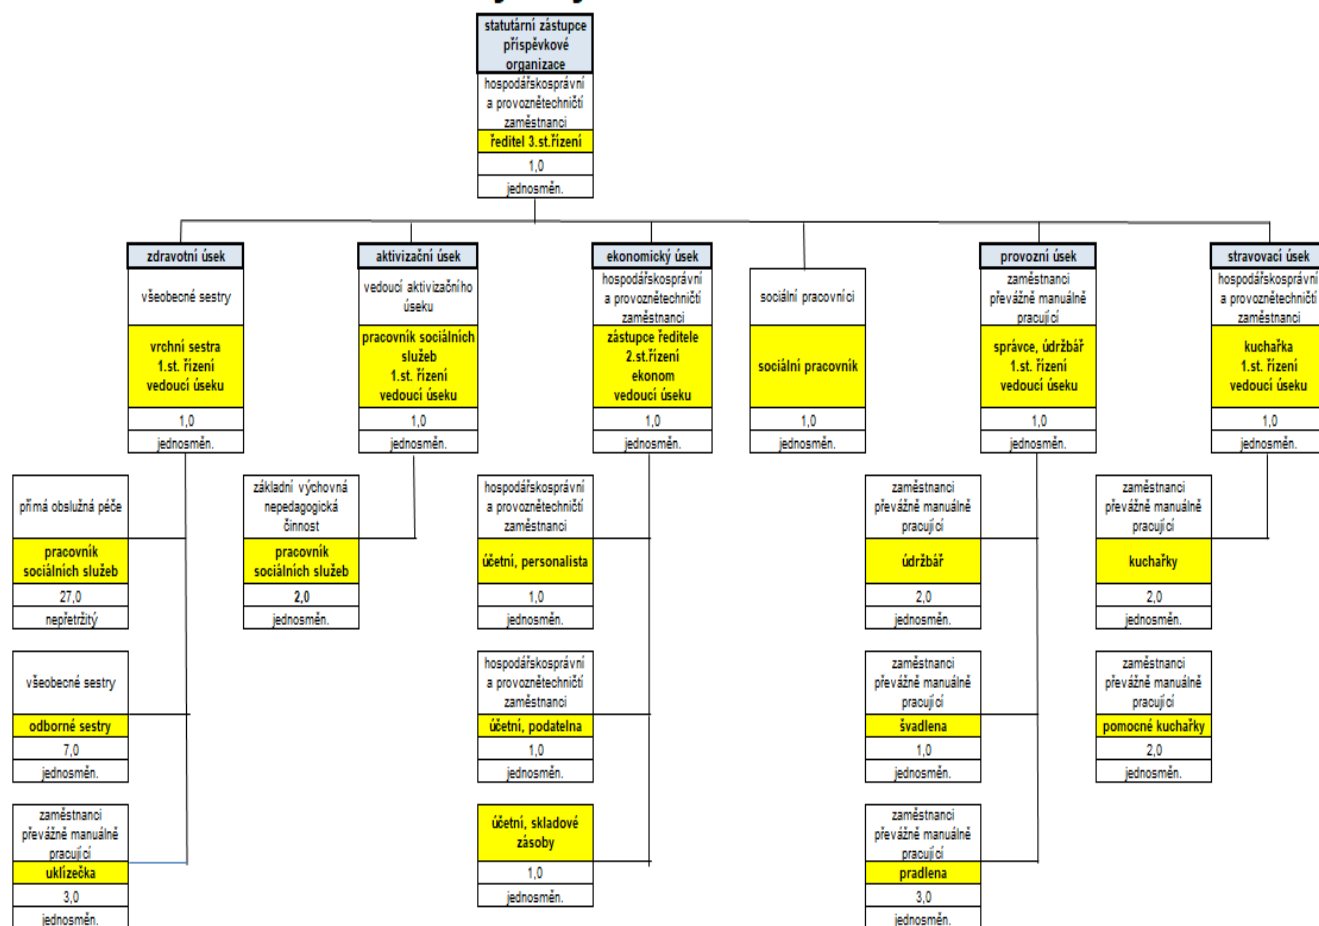 statutární zástupce
příspěvkové
organizace
hospodářskosprávní
a provoznětechničtí
zaměstnanci
ředitel 3.st.řízení
1,0
jednosměn.
zdravotní úsek
všeobecné sestry
vrchní sestra
1.st. řízení
vedoucí úseku
1,0
jednosměn.
aktivizační úsek
vedoucí aktivizačního
úseku
pracovník sociálních
služeb
1.st. řízení
vedoucí úseku
1,0
jednosměn.
ekonomický úsek
hospodářskosprávní
a provoznětechničtí
zaměstnanci
zástupce ředitele
2.st.řízení
ekonom
vedoucí úseku
1,0
jednosměn.
sociální pracovníci
sociální pracovník
1,0
jednosměn.
provozní úsek
zaměstnanci
převážně manuálně
pracující
správce, údržbář
1.st. řízení
vedoucí úseku
1,0
jednosměn.
stravovací úsek
hospodářskosprávní
a provoznětechničtí
zaměstnanci
kuchařka
1.st. řízení
vedoucí úseku
1,0
jednosměn.
přímá obslužná péče
pracovník
sociálních služeb
27,0
nepřetržitý
základní výchovná
nepedagogická
činnost
pracovník
sociálních služeb
2,0
jednosměn.
hospodářskosprávní
a provoznětechničtí
zaměstnanci
účetní, personalista
1,0
jednosměn.
zaměstnanci
převážně manuálně
pracující
údržbář
2,0
jednosměn.
zaměstnanci
převážně manuálně
pracující
kuchařky
2,0
jednosměn.
všeobecné sestry
odborné sestry
7,0
jednosměn.
hospodářskosprávní
a provoznětechničtí
zaměstnanci
účetní, podatelna
1,0
jednosměn.
zaměstnanci
převážně manuálně
pracující
švadlena
1,0
jednosměn.
zaměstnanci
převážně manuálně
pracující
pomocné kuchařky
2,0
jednosměn.
zaměstnanci
převážně manuálně
pracující
uklízečka
3,0
jednosměn.
účetní, skladové
zásoby
1,0
jednosměn.
zaměstnanci
převážně manuálně
pracující
pradlena
3,0
jednosměn.